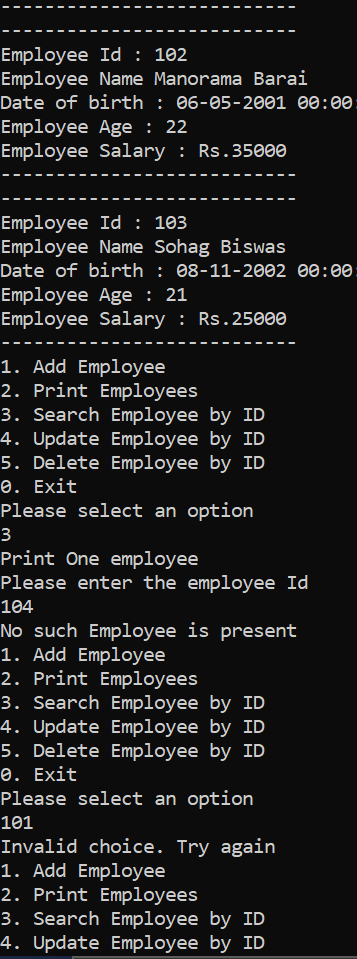 ---------------------------
---------------------------
Employee Id : 102
Employee Name Manorama Barai
Date of birth : 06-05-2001 00:00:
Employee Age : 22
Employee Salary : Rs.35000
---------------------------
---------------------------
Employee Id : 103
Employee Name Sohag Biswas
Date of birth : 08-11-2002 00:00:
Employee Age : 21
Employee Salary : Rs.25000
---------------------------
1. Add Employee
2. Print Employees
3. Search Employee by ID
4. Update Employee by ID
5. Delete Employee by ID
0. Exit
Please select an option
3
Print One employee
Please enter the employee Id
104
No such Employee is present
1. Add Employee
2. Print Employees
3. Search Employee by ID
4. Update Employee by ID
5. Delete Employee by ID
0. Exit
Please select an option
101
Invalid choice. Try again
1. Add Employee
2. Print Employees
3. Search Employee by ID
4. Update Employee by ID